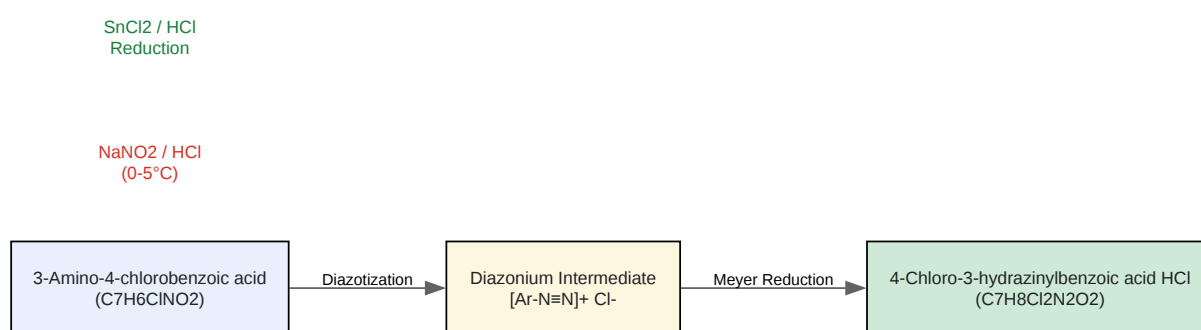 SnCl2 / HCl
Reduction
NaNO2 / HCl
(0-5°C)
3-Amino-4-chlorobenzoic acid
(C7H6ClNO2)
Diazotization
Diazonium Intermediate
[Ar-N≡N]+ Cl-
Meyer Reduction
4-Chloro-3-hydrazinylbenzoic acid HCl
(C7H8Cl2N2O2)